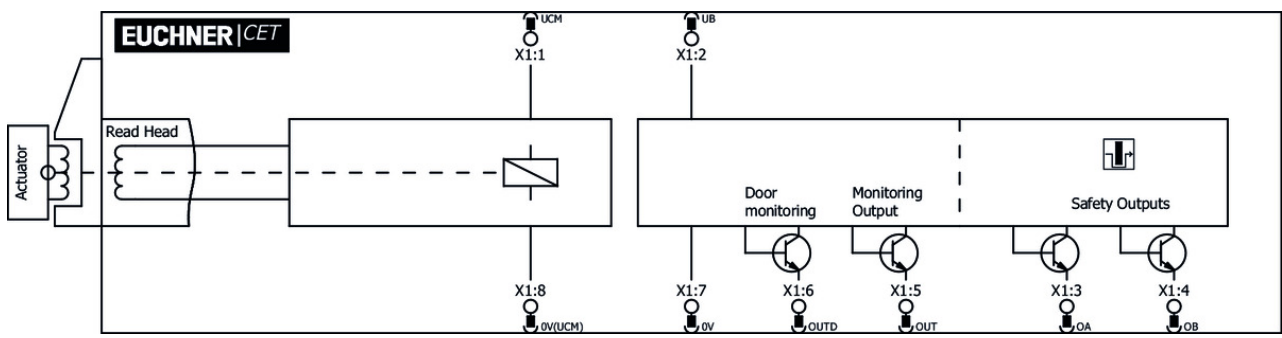 EUCHNER|CET
UCM
UB
X1:1
X1:2
Read Head
Actuator
Door
monitoring
Monitoring
Output
Safety Outputs
X1:8
X1:7
X1:6
X1:5
X1:3
X1:4
0V(UCM)
0V
OUTD
OUT
OA
OB